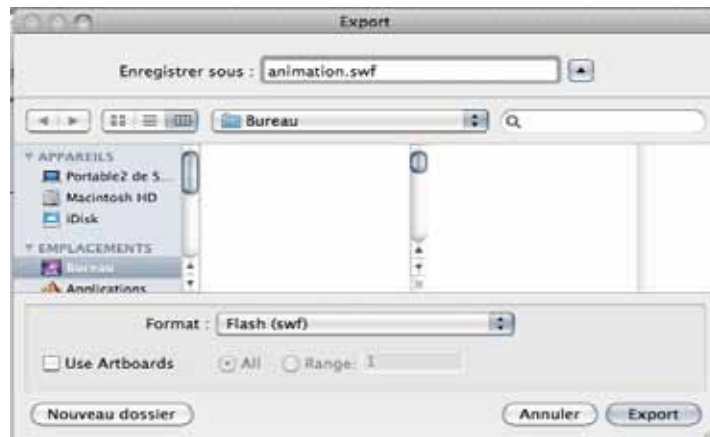 Export
Enregistrer sous : animation.swf
Bureau
APPAREILS
Portable2 de S...
Macintosh HD
iDisk
EMPLACEMENTS
Bureau
Applications
Format : Flash (swf)
Use Artboards All Range: 1
Nouveau dossier Annuler Export